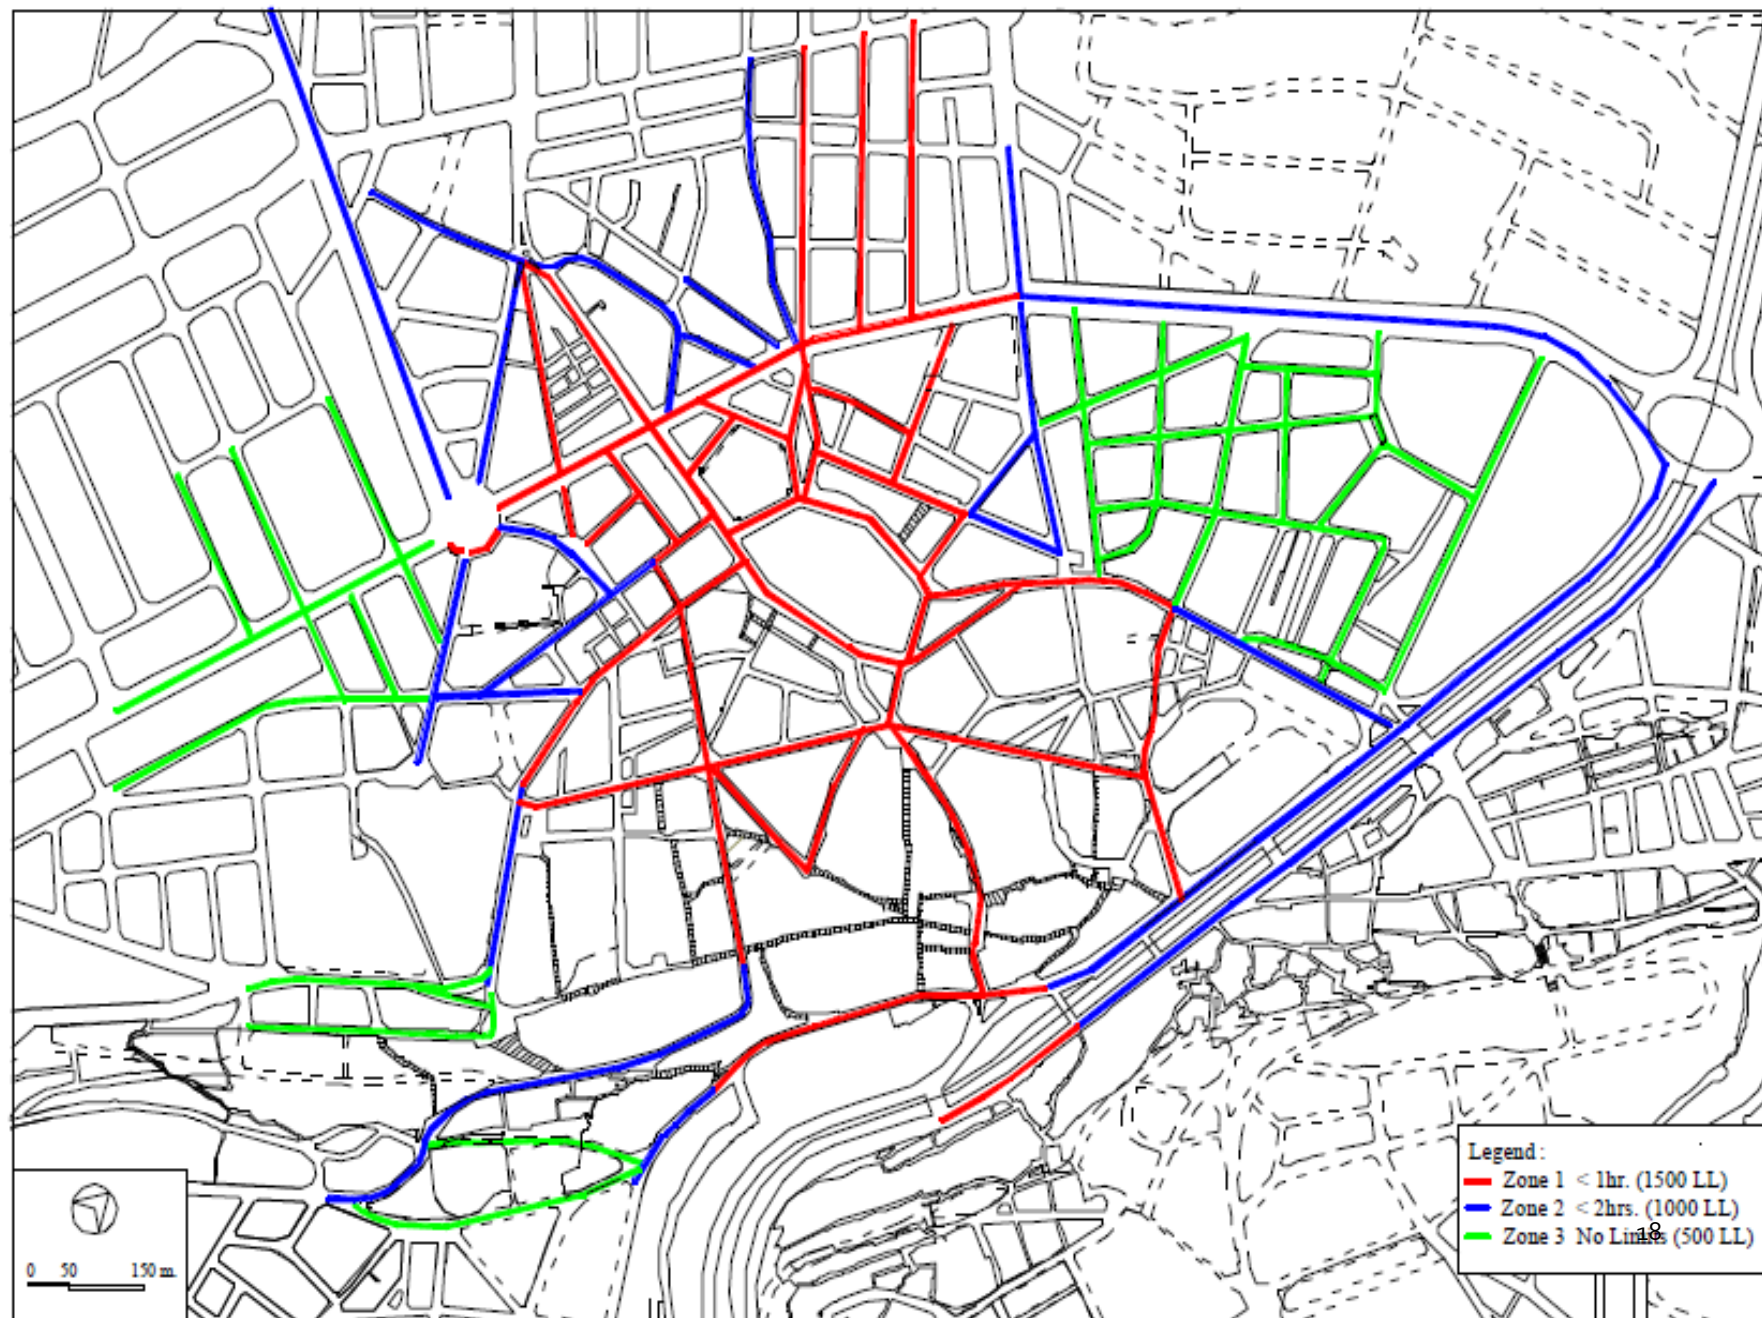 Legend :
Zone 1 < 1hr. (1500 LL)
Zone 2 < 2hrs. (1000 LL)
Zone 3 No Limits (500 LL)
18
0 50 150 m.